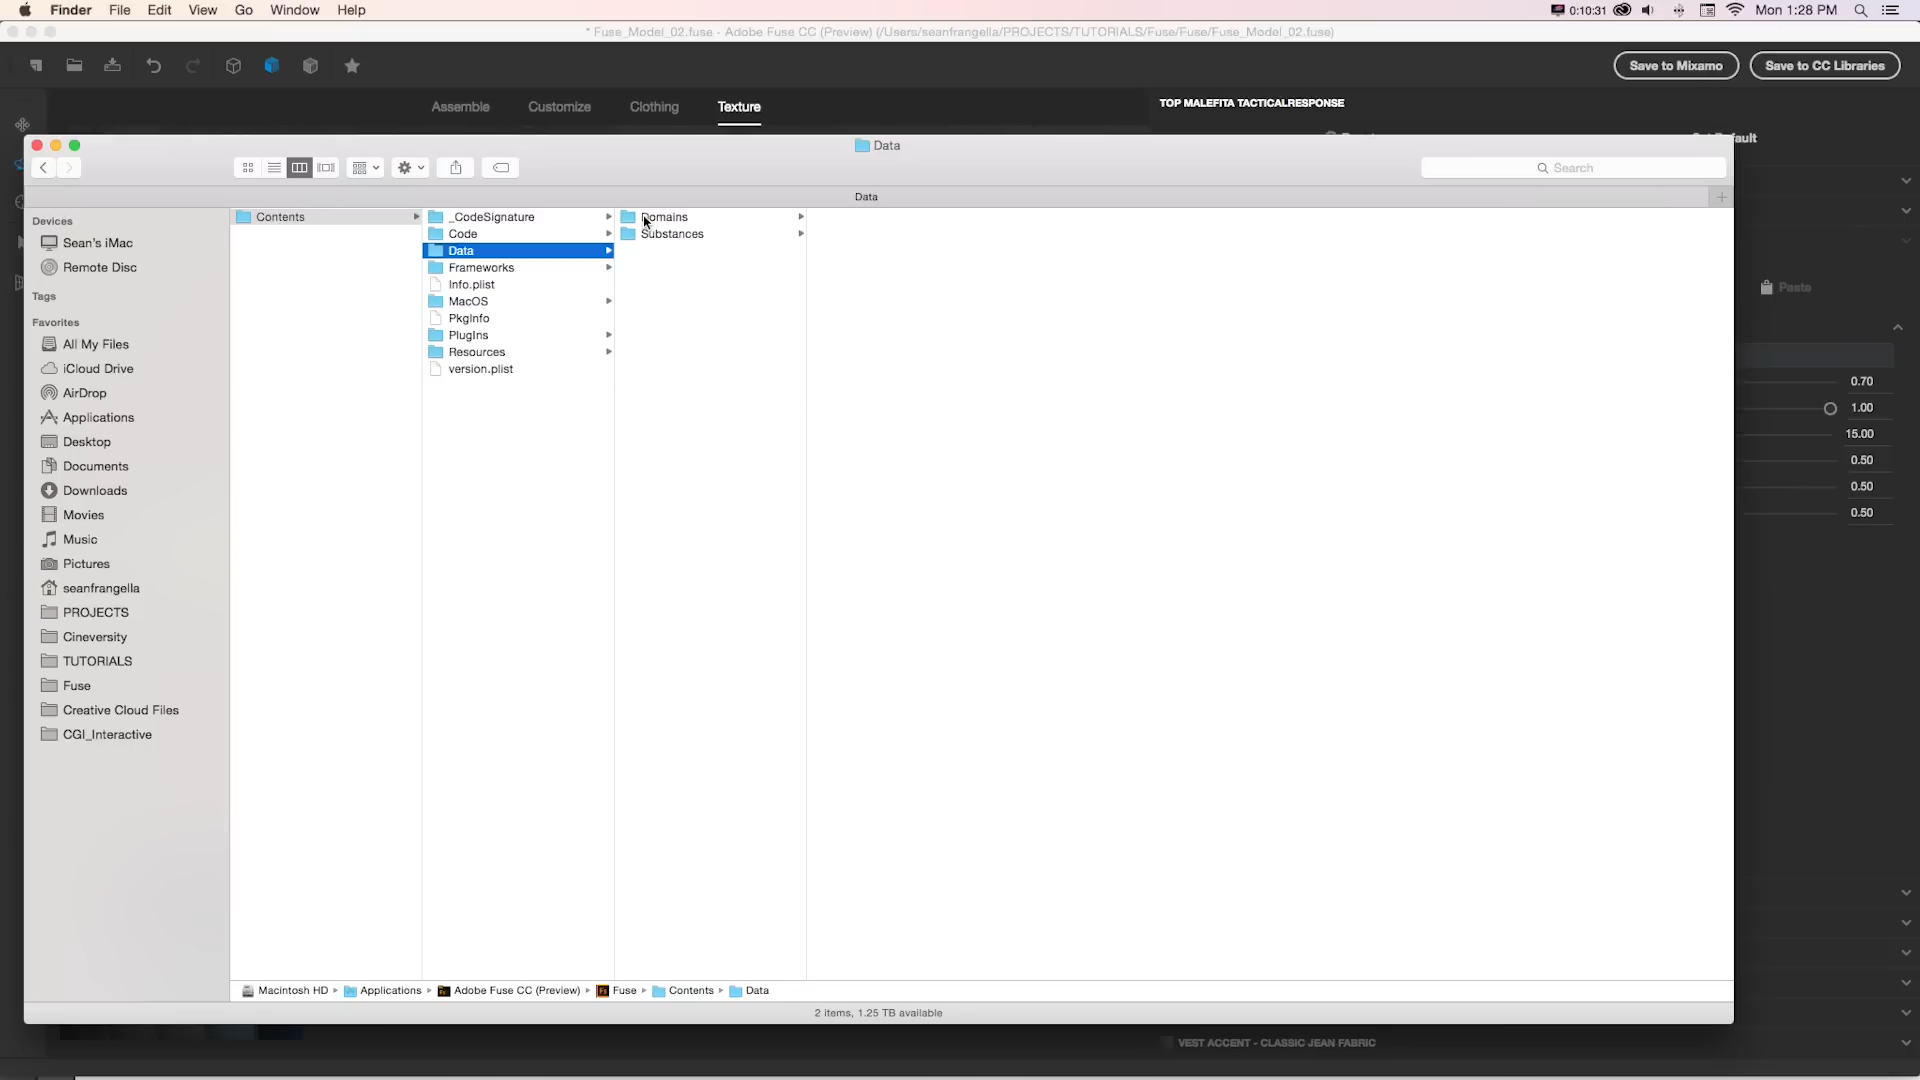 Finder File Edit View Go Window Help 0:10:31 Mon 1:28 PM
* Fuse_Model_02.fuse - Adobe Fuse CC (Preview) (/Users/seanfrangella/PROJECTS/TUTORIALS/Fuse/Fuse/Fuse_Model_02.fuse)
Save to Mixamo Save to CC Libraries
Assemble Customize Clothing Texture TOP MALEFITA TACTICALRESPONSE
Data
Search
Data
Devices
Sean's iMac
Remote Disc
Tags
Favorites
All My Files
iCloud Drive
AirDrop
Applications
Desktop
Documents
Downloads
Movies
Music
Pictures
seanfrangella
PROJECTS
Cineversity
TUTORIALS
Fuse
Creative Cloud Files
CGI_Interactive
Contents
_CodeSignature
Code
Data
Frameworks
Info.plist
MacOS
PkgInfo
PlugIns
Resources
version.plist
Domains
Substances
Paste
0.70
1.00
15.00
0.50
0.50
0.50
Macintosh HD Applications Adobe Fuse CC (Preview) Fuse Contents Data
2 items, 1.25 TB available
VEST ACCENT - CLASSIC JEAN FABRIC